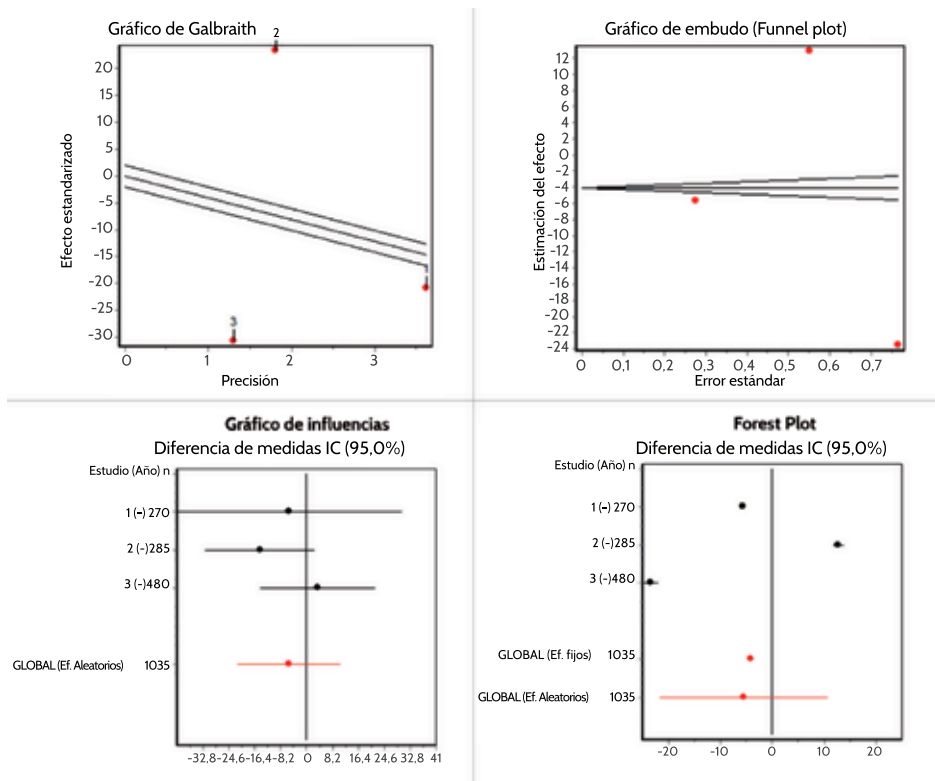 Gráfico de Galbraith
2
20
15
10
5
0
-5
-10
-15
-20
-25
-30
Efecto estandarizado
1
3
0 1 2 3
Precisión
Gráfico de embudo (Funnel plot)
12
10
8
6
4
2
0
-2
-4
-6
-8
-10
-12
-14
-16
-18
-20
-22
-24
Estimación del efecto
0 0,1 0,2 0,3 0,4 0,5 0,6 0,7
Error estándar
Gráfico de influencias
Diferencia de medidas IC (95,0%)
Estudio (Año) n
1 (-) 270
2 (-)285
3 (-)480
GLOBAL (Ef. Aleatorios) 1035
-32,8 -24,6 -16,4 -8,2 0 8,2 16,4 24,6 32,8 41
Forest Plot
Diferencia de medidas IC (95,0%)
Estudio (Año) n
1 (-) 270
2 (-)285
3 (-)480
GLOBAL (Ef. fijos) 1035
GLOBAL (Ef. Aleatorios) 1035
-20 -10 0 10 20